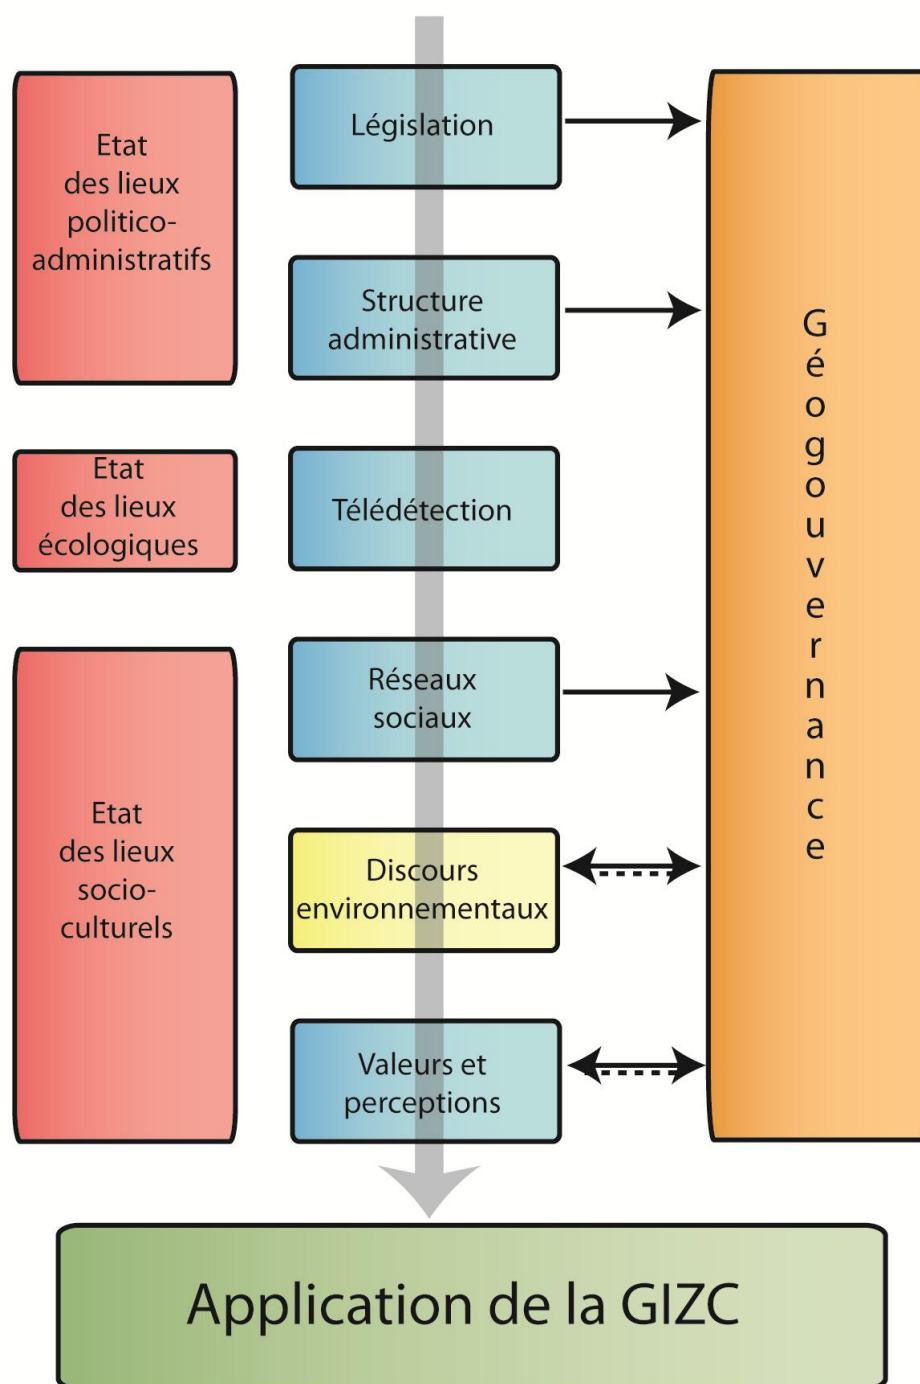 Etat
des lieux
politico-
administratifs
Législation
Structure
administrative
Etat
des lieux
écologiques
Télédétection
Etat
des lieux
socio-
culturels
Réseaux
sociaux
Discours
environnementaux
Valeurs et
perceptions
Géogouvernance
Application de la GIZC